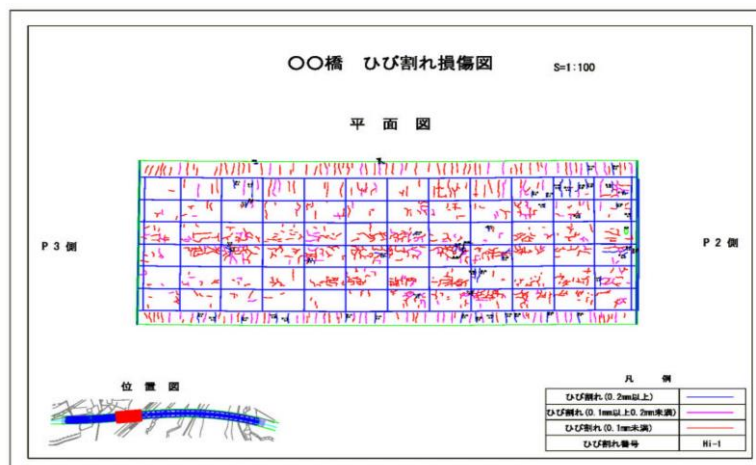 〇〇橋 ひび割れ損傷図 S=1:100
平面図
P3側
P2側
位置図
凡例
ひび割れ(0.2mm以上)
ひび割れ(0.1mm以上0.2mm未満)
ひび割れ(0.1mm未満)
ひび割れ番号 Hi-1